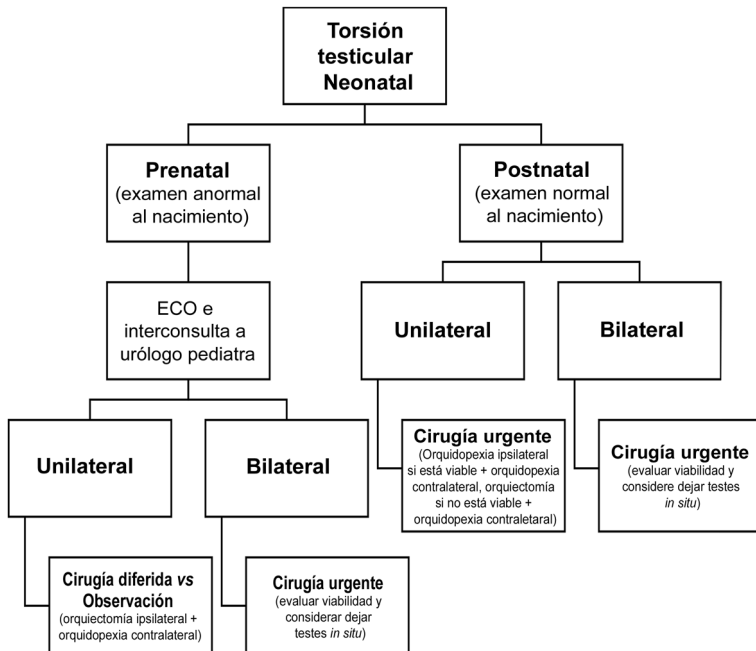 Torsión
testicular
Neonatal
Prenatal
(examen anormal
al nacimiento)
Postnatal
(examen normal
al nacimiento)
ECO e
interconsulta a
urólogo pediatra
Unilateral
Bilateral
Unilateral
Bilateral
Cirugía urgente
(Orquidopexia ipsilateral
si está viable + orquidopexia
contralateral, orquiectomía
si no está viable +
orquidopexia contraletaral)
Cirugía urgente
(evaluar viabilidad y
considere dejar testes
in situ)
Cirugía diferida vs
Observación
(orquiectomía ipsilateral +
orquidopexia contralateral)
Cirugía urgente
(evaluar viabilidad y
considerar dejar
testes in situ)